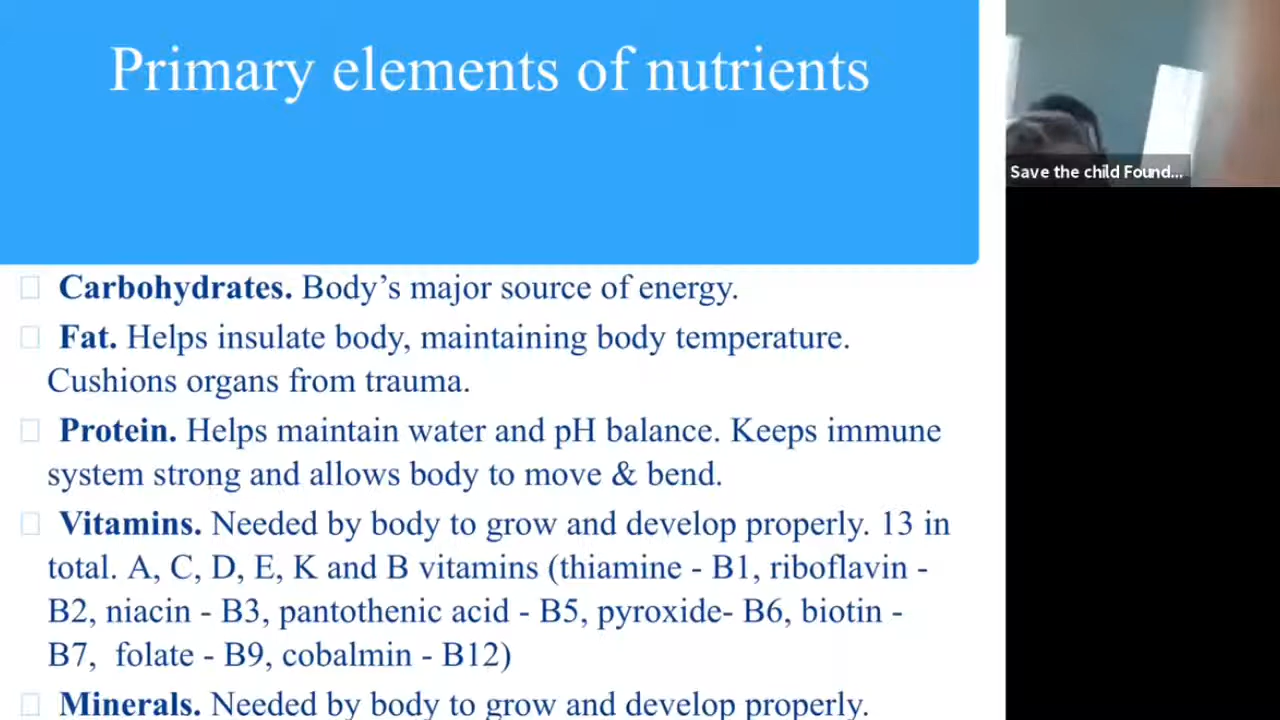 Primary elements of nutrients
Carbohydrates. Body’s major source of energy.
Fat. Helps insulate body, maintaining body temperature.
Cushions organs from trauma.
Protein. Helps maintain water and pH balance. Keeps immune
system strong and allows body to move & bend.
Vitamins. Needed by body to grow and develop properly. 13 in
total. A, C, D, E, K and B vitamins (thiamine - B1, riboflavin -
B2, niacin - B3, pantothenic acid - B5, pyroxide- B6, biotin -
B7, folate - B9, cobalmin - B12)
Minerals. Needed by body to grow and develop properly.
Save the child Found...